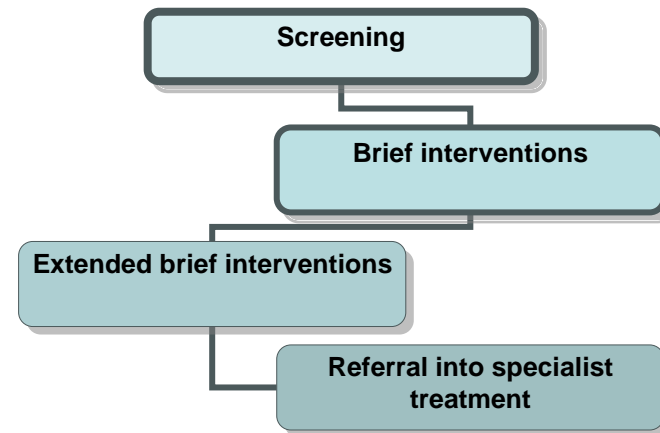 Screening
Brief interventions
Extended brief interventions
Referral into specialist
treatment